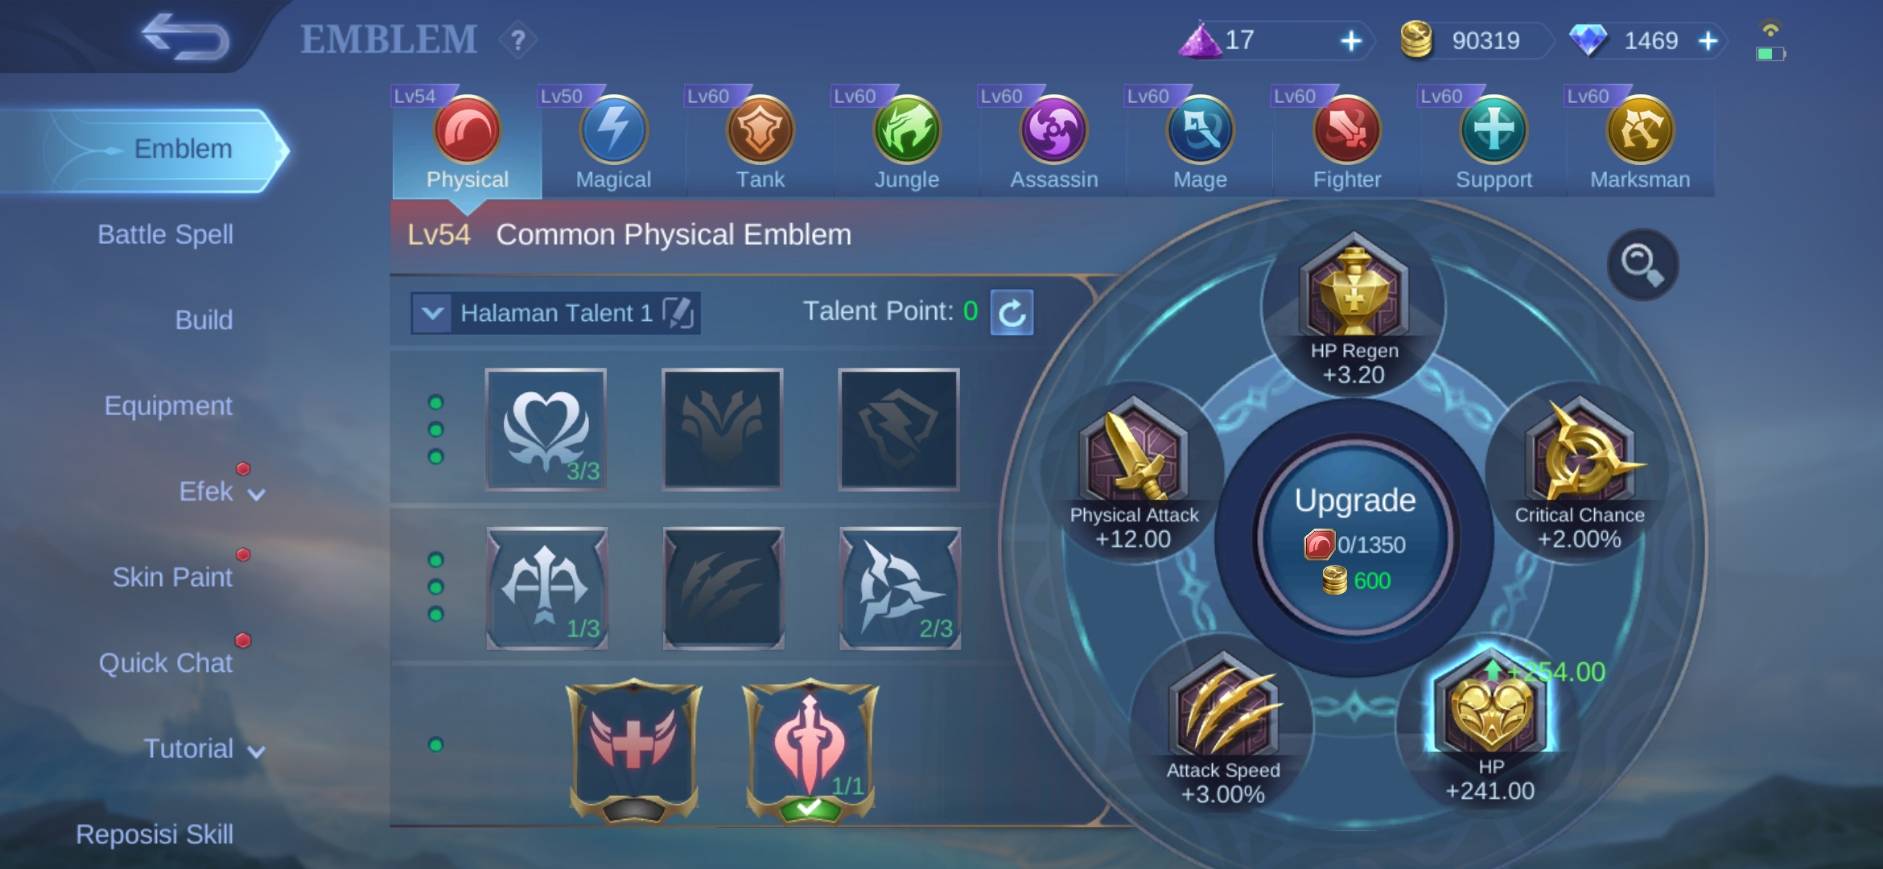 EMBLEM ?
17
90319
1469
Emblem
Battle Spell
Build
Equipment
Efek
Skin Paint
Quick Chat
Tutorial
Reposisi Skill
Lv54 Lv50 Lv60 Lv60 Lv60 Lv60 Lv60 Lv60 Lv60
Physical Magical Tank Jungle Assassin Mage Fighter Support Marksman
Lv54 Common Physical Emblem
Halaman Talent 1
Talent Point: 0
3/3
1/3
2/3
1/1
HP Regen
+3.20
Physical Attack
+12.00
Critical Chance
+2.00%
Upgrade
0/1350
600
Attack Speed
+3.00%
+254.00
HP
+241.00